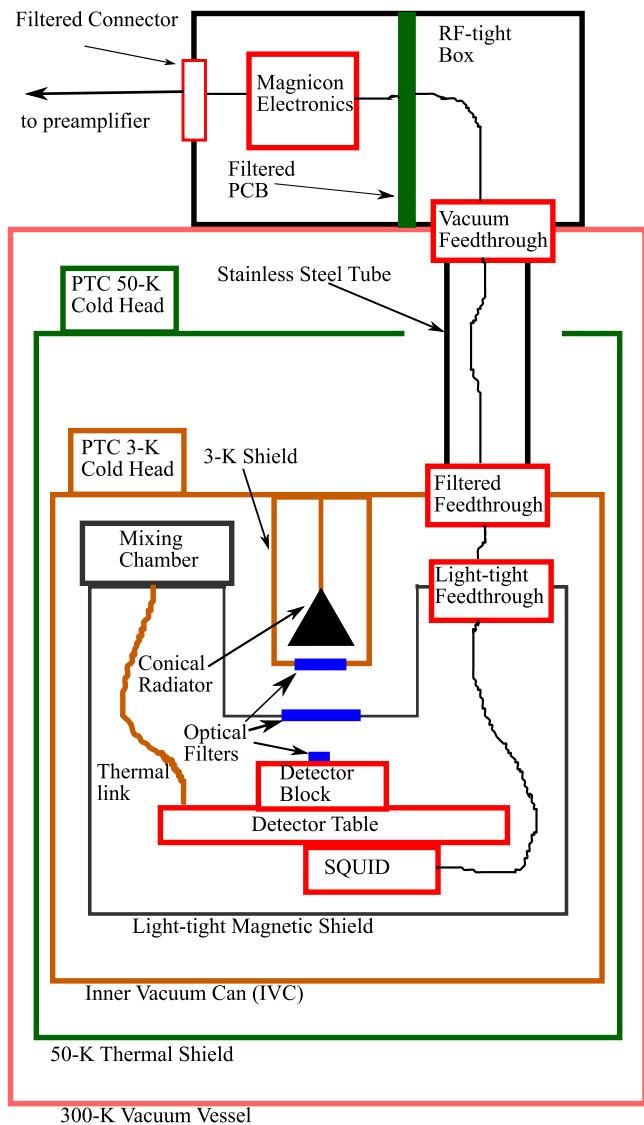 Filtered Connector
RF-tight
Box
Magnicon
Electronics
to preamplifier
Filtered
PCB
Vacuum
Feedthrough
Stainless Steel Tube
PTC 50-K
Cold Head
PTC 3-K
Cold Head
3-K Shield
Filtered
Feedthrough
Mixing
Chamber
Light-tight
Feedthrough
Conical
Radiator
Optical
Filters
Thermal
link
Detector
Block
Detector Table
SQUID
Light-tight Magnetic Shield
Inner Vacuum Can (IVC)
50-K Thermal Shield
300-K Vacuum Vessel